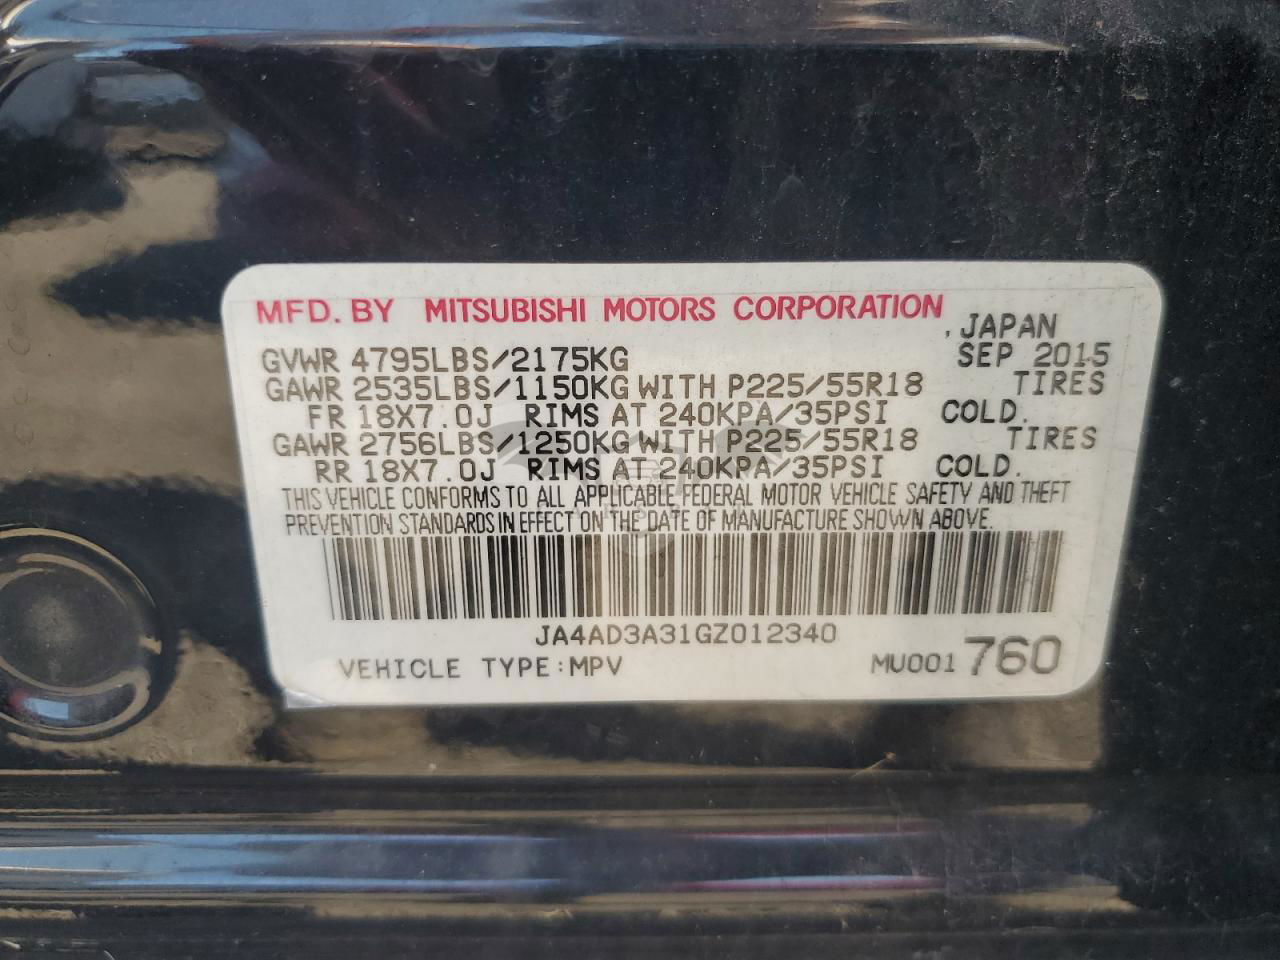 MFD. BY MITSUBISHI MOTORS CORPORATION
, JAPAN
GVWR 4795LBS/2175KG SEP 2015
GAWR 2535LBS/1150KG WITH P225/55R18 TIRES
FR 18X7.0J RIMS AT 240KPA/35PSI COLD.
GAWR 2756LBS/1250KG WITH P225/55R18 TIRES
RR 18X7.0J RIMS AT 240KPA/35PSI COLD.
THIS VEHICLE CONFORMS TO ALL APPLICABLE FEDERAL MOTOR VEHICLE SAFETY AND THEFT
PREVENTION STANDARDS IN EFFECT ON THE DATE OF MANUFACTURE SHOWN ABOVE.
JA4AD3A31GZ012340
VEHICLE TYPE:MPV MU001 760